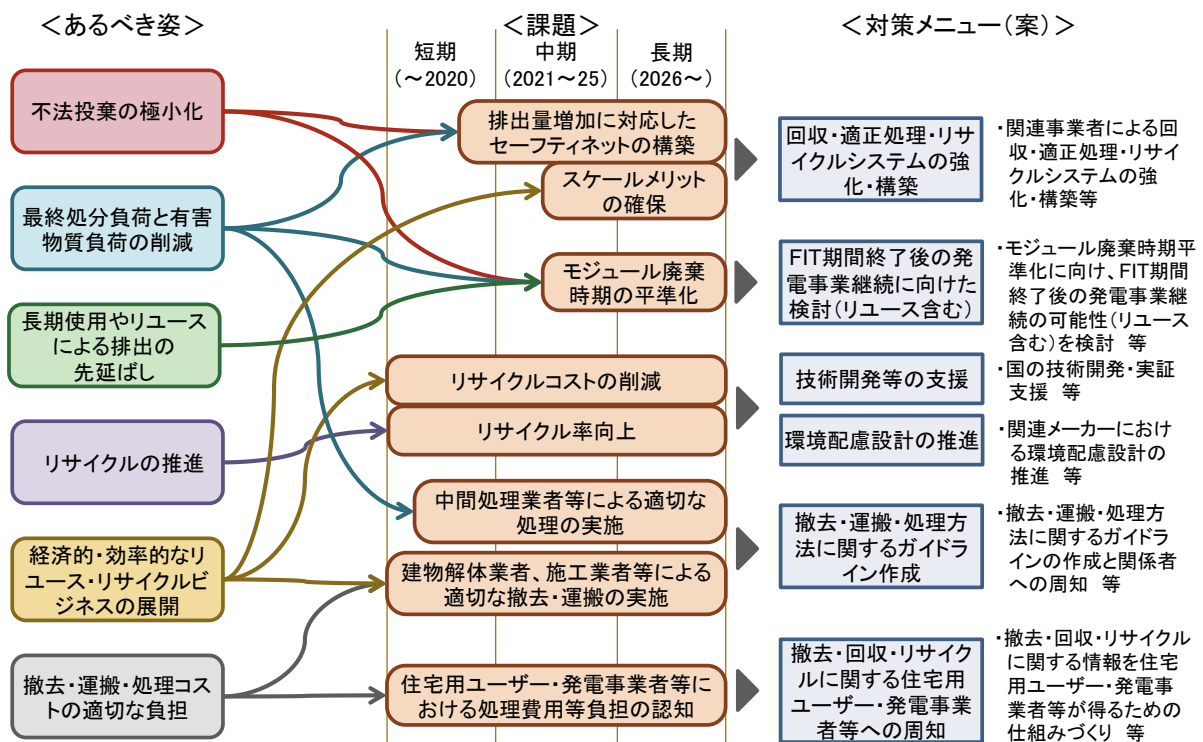 ＜あるべき姿＞
＜課題＞
＜対策メニュー（案）＞
短期
（～2020）
中期
（2021～25）
長期
（2026～）
不法投棄の極小化
最終処分負荷と有害
物質負荷の削減
長期使用やリユース
による排出の
先延ばし
リサイクルの推進
経済的・効率的なリ
ユース・リサイクルビ
ジネスの展開
撤去・運搬・処理コス
トの適切な負担
排出量増加に対応した
セーフティネットの構築
スケールメリット
の確保
モジュール廃棄
時期の平準化
リサイクルコストの削減
リサイクル率向上
中間処理業者等による適切な
処理の実施
建物解体業者、施工業者等による
適切な撤去・運搬の実施
住宅用ユーザー・発電事業者等に
おける処理費用等負担の認知
回収・適正処理・リ
サイクルシステムの強
化・構築
・関連事業者による回
収・適正処理・リサイ
クルシステムの強
化・構築等
FIT期間終了後の発
電事業継続に向けた
検討（リユース含む）
・モジュール廃棄時期平
準化に向け、FIT期間
終了後の発電事業継
続の可能性（リユース
含む）を検討 等
技術開発等の支援
・国の技術開発・実証
支援 等
環境配慮設計の推進
・関連メーカーにおけ
る環境配慮設計の
推進 等
撤去・運搬・処理方
法に関するガイドラ
イン作成
・撤去・運搬・処理方
法に関するガイドラ
インの作成と関係者
への周知 等
撤去・回収・リサイク
ルに関する住宅用
ユーザー・発電事業
者等への周知
・撤去・回収・リサイクル
に関する情報を住宅
用ユーザー・発電事
業者等が得るための
仕組みづくり 等